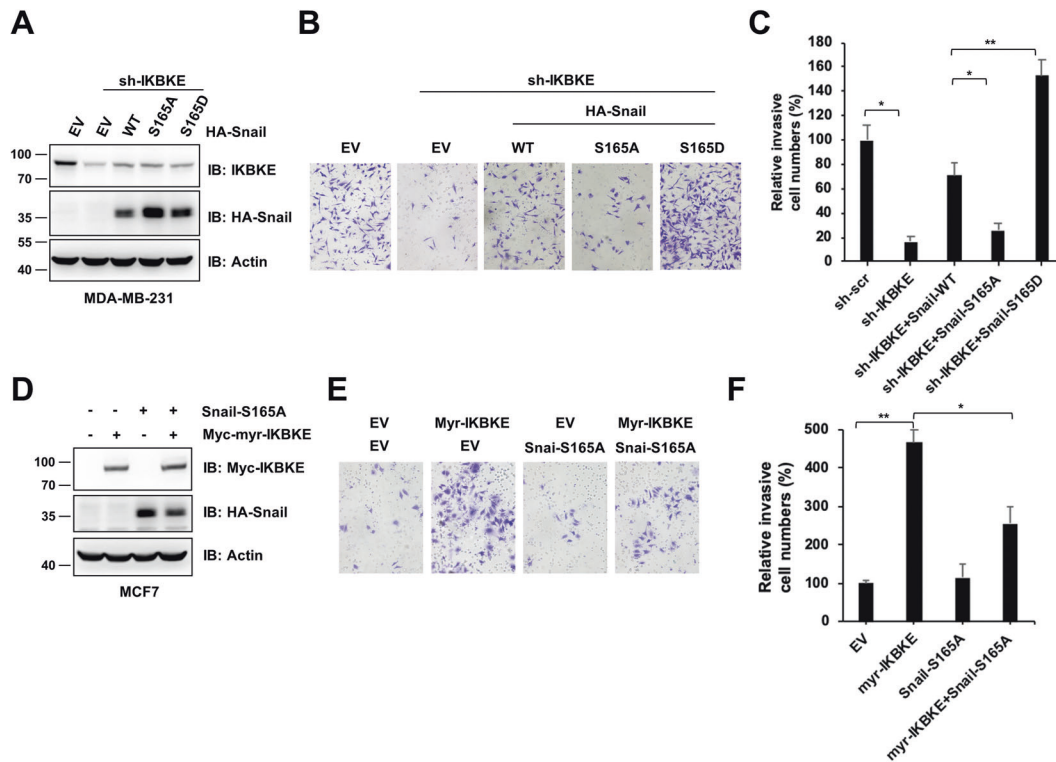 A
sh-IKBKE
EV
EV
WT
S165A
S165D
HA-Snail
100
70
IB: IKBKE
35
IB: HA-Snail
55
40
IB: Actin
MDA-MB-231
B
sh-IKBKE
HA-Snail
EV EV WT S165A S165D
C
Relative invasive
cell numbers (%)
180
160
140
120
100
80
60
40
20
0
*
*
**
sh-scr
sh-IKBKE
sh-IKBKE+Snail-WT
sh-IKBKE+Snail-S165A
sh-IKBKE+Snail-S165D
D
- - + + Snail-S165A
- + - + Myc-myr-IKBKE
100
70
IB: Myc-IKBKE
35
IB: HA-Snail
40
IB: Actin
MCF7
E
EV Myr-IKBKE EV Myr-IKBKE
EV EV Snai-S165A Snai-S165A
F
Relative invasive
cell numbers (%)
500
400
300
200
100
0
**
*
EV
myr-IKBKE
Snail-S165A
myr-IKBKE+Snail-S165A